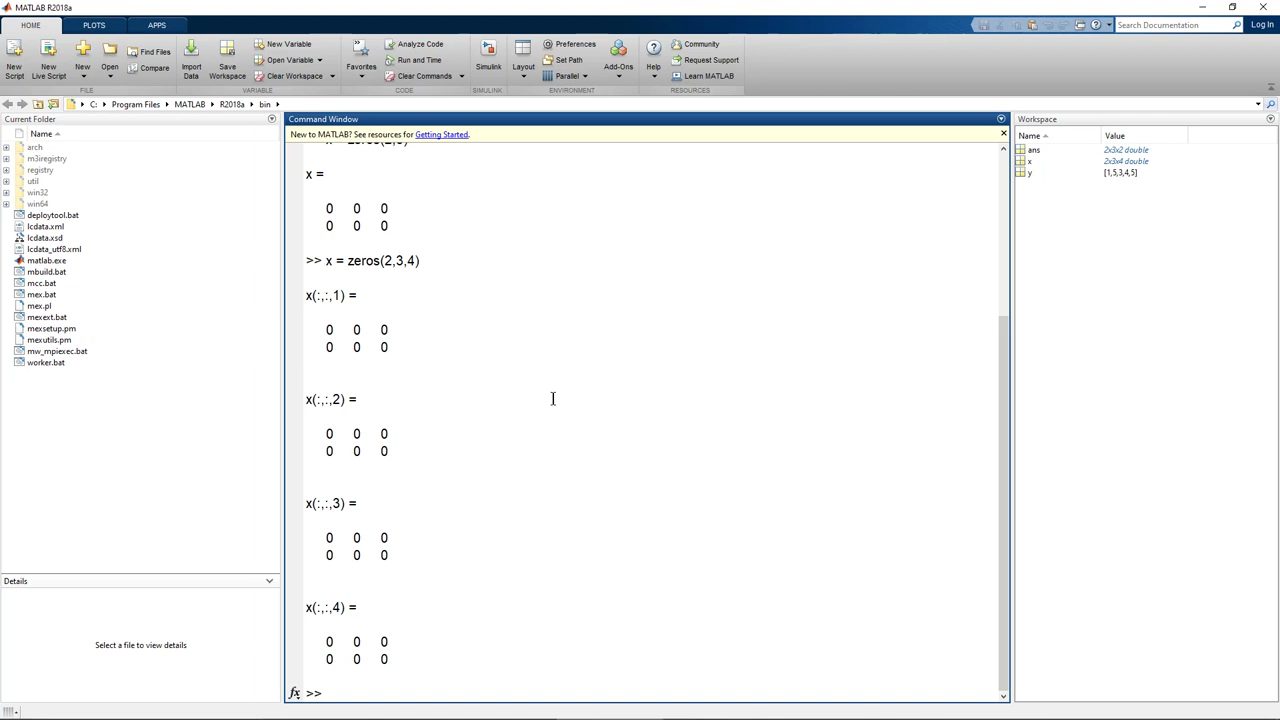 MATLAB R2018a
HOME PLOTS APPS
Search Documentation Log In
New Script
New Live Script
New
Open
Find Files
Compare
Import Data
Save Workspace
New Variable
Open Variable
Clear Workspace
Favorites
Analyze Code
Run and Time
Clear Commands
Simulink
Layout
Preferences
Set Path
Parallel
Add-Ons
Help
Community
Request Support
Learn MATLAB
FILE VARIABLE CODE SIMULINK ENVIRONMENT RESOURCES
C: Program Files MATLAB R2018a bin
Current Folder
Name
arch
m3iregistry
registry
util
win32
win64
deploytool.bat
lcdata.xml
lcdata.xsd
lcdata_utf8.xml
matlab.exe
mbuild.bat
mcc.bat
mex.bat
mex.pl
mexext.bat
mexsetup.pm
mexutils.pm
mw_mpiexec.bat
worker.bat
Details
Select a file to view details
Command Window
New to MATLAB? See resources for Getting Started.
x =
0 0 0
0 0 0
>> x = zeros(2,3,4)
x(:,:,1) =
0 0 0
0 0 0
x(:,:,2) =
0 0 0
0 0 0
x(:,:,3) =
0 0 0
0 0 0
x(:,:,4) =
0 0 0
0 0 0
fx >>
Workspace
Name Value
ans 2x3x2 double
x 2x3x4 double
y [1,5,3,4,5]